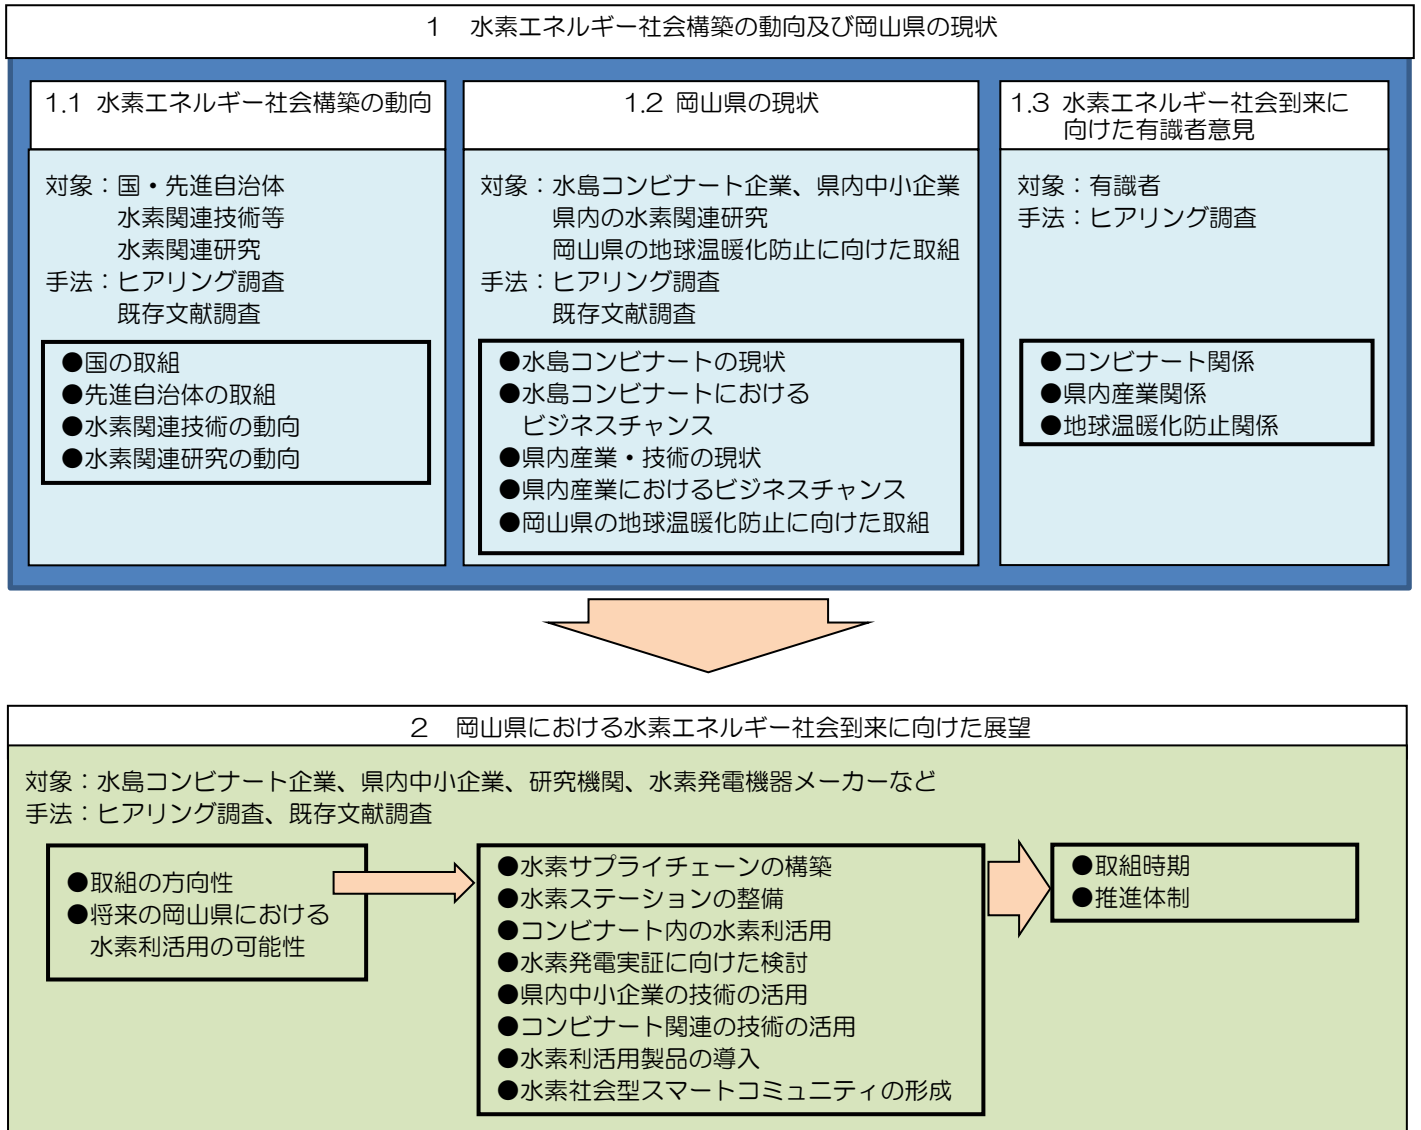 1　水素エネルギー社会構築の動向及び岡山県の現状
1.1 水素エネルギー社会構築の動向
対象：国・先進自治体
水素関連技術等
水素関連研究
手法：ヒアリング調査
既存文献調査
●国の取組
●先進自治体の取組
●水素関連技術の動向
●水素関連研究の動向
1.2 岡山県の現状
対象：水島コンビナート企業、県内中小企業
県内の水素関連研究
岡山県の地球温暖化防止に向けた取組
手法：ヒアリング調査
既存文献調査
●水島コンビナートの現状
●水島コンビナートにおける
ビジネスチャンス
●県内産業・技術の現状
●県内産業におけるビジネスチャンス
●岡山県の地球温暖化防止に向けた取組
1.3 水素エネルギー社会到来に
向けた有識者意見
対象：有識者
手法：ヒアリング調査
●コンビナート関係
●県内産業関係
●地球温暖化防止関係
2　岡山県における水素エネルギー社会到来に向けた展望
対象：水島コンビナート企業、県内中小企業、研究機関、水素発電機器メーカーなど
手法：ヒアリング調査、既存文献調査
●取組の方向性
●将来の岡山県における
水素利活用の可能性
●水素サプライチェーンの構築
●水素ステーションの整備
●コンビナート内の水素利活用
●水素発電実証に向けた検討
●県内中小企業の技術の活用
●コンビナート関連の技術の活用
●水素利活用製品の導入
●水素社会型スマートコミュニティの形成
●取組時期
●推進体制